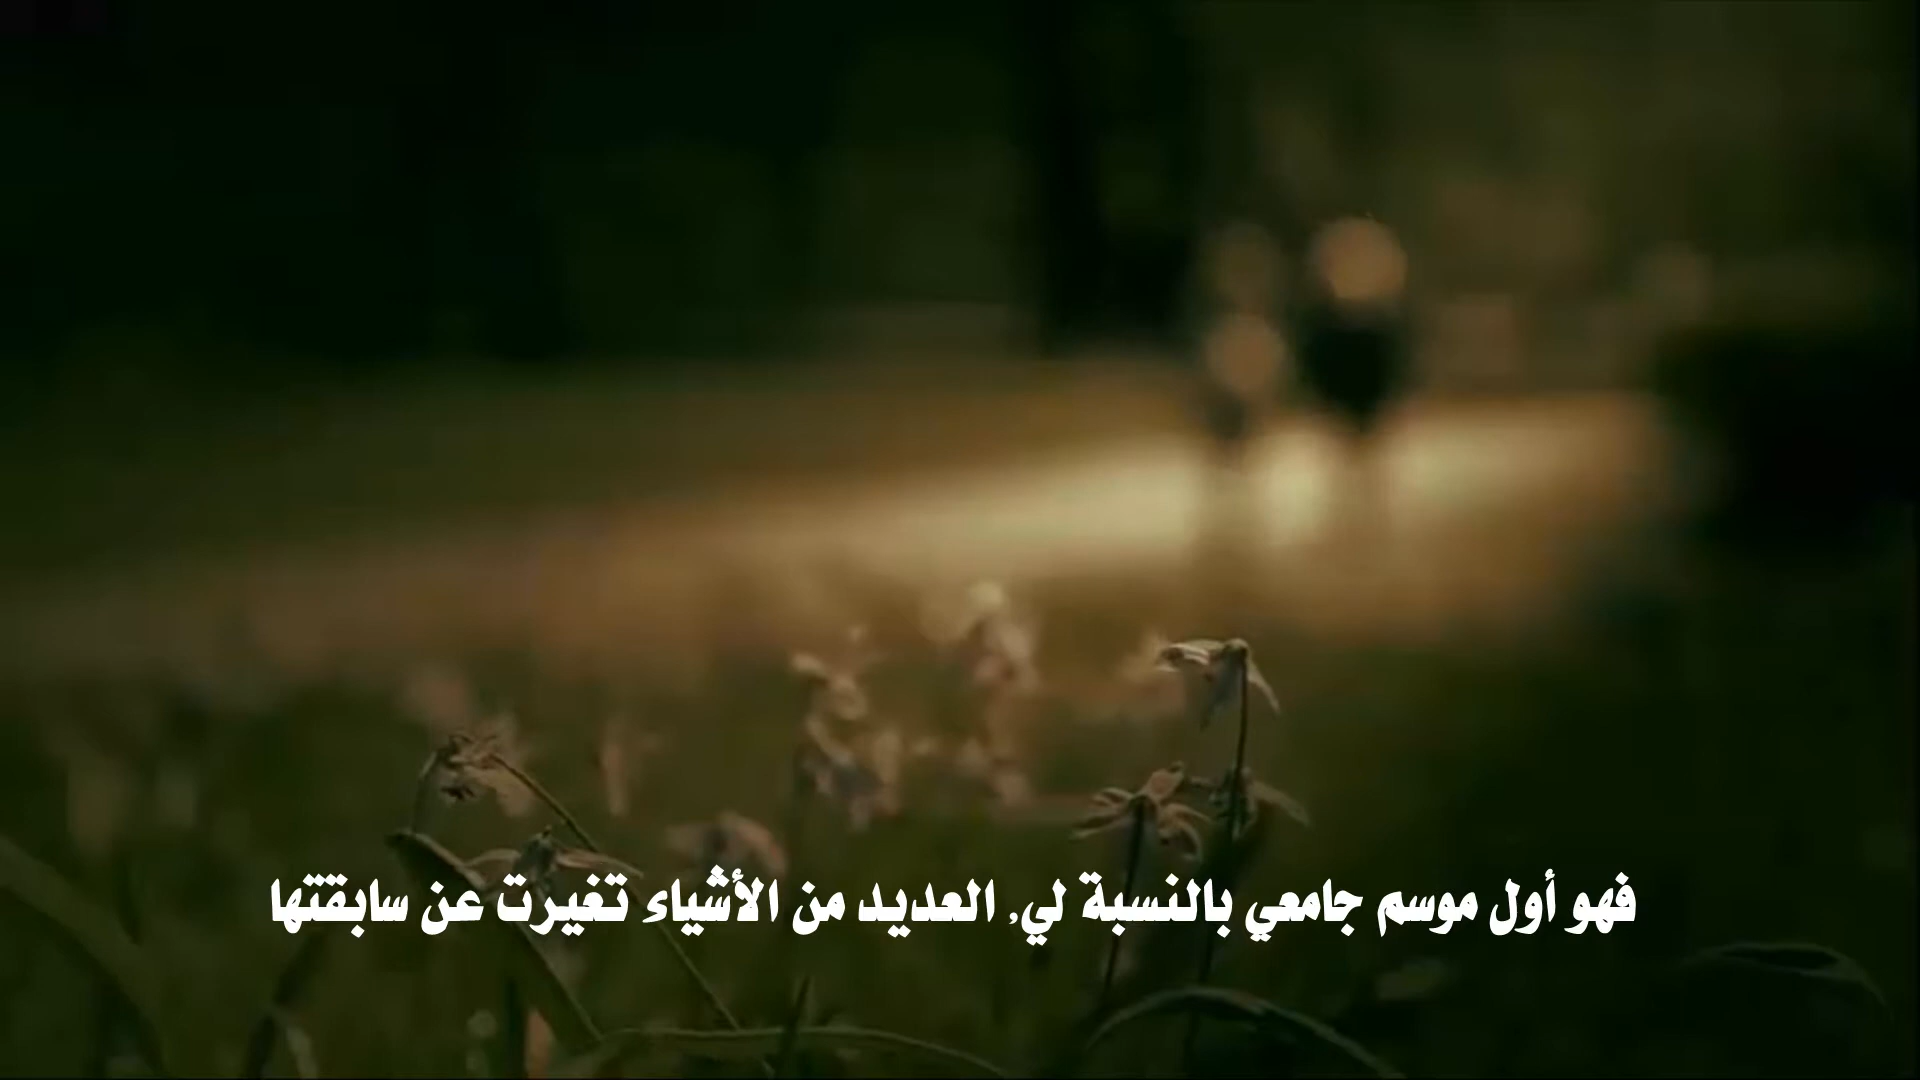 فهو أول موسم جامعي بالنسبة لي, العديد من الأشياء تغيرت عن سابقتها